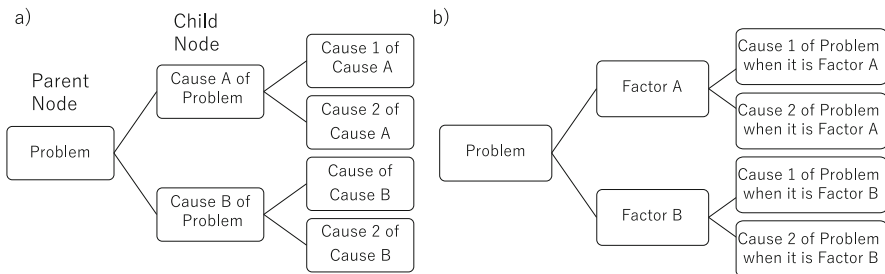 a)
Parent
Node
Child
Node
Problem
Cause A of
Problem
Cause B of
Problem
Cause 1 of
Cause A
Cause 2 of
Cause A
Cause of
Cause B
Cause 2 of
Cause B
b)
Problem
Factor A
Factor B
Cause 1 of Problem
when it is Factor A
Cause 2 of Problem
when it is Factor A
Cause 1 of Problem
when it is Factor B
Cause 2 of Problem
when it is Factor B